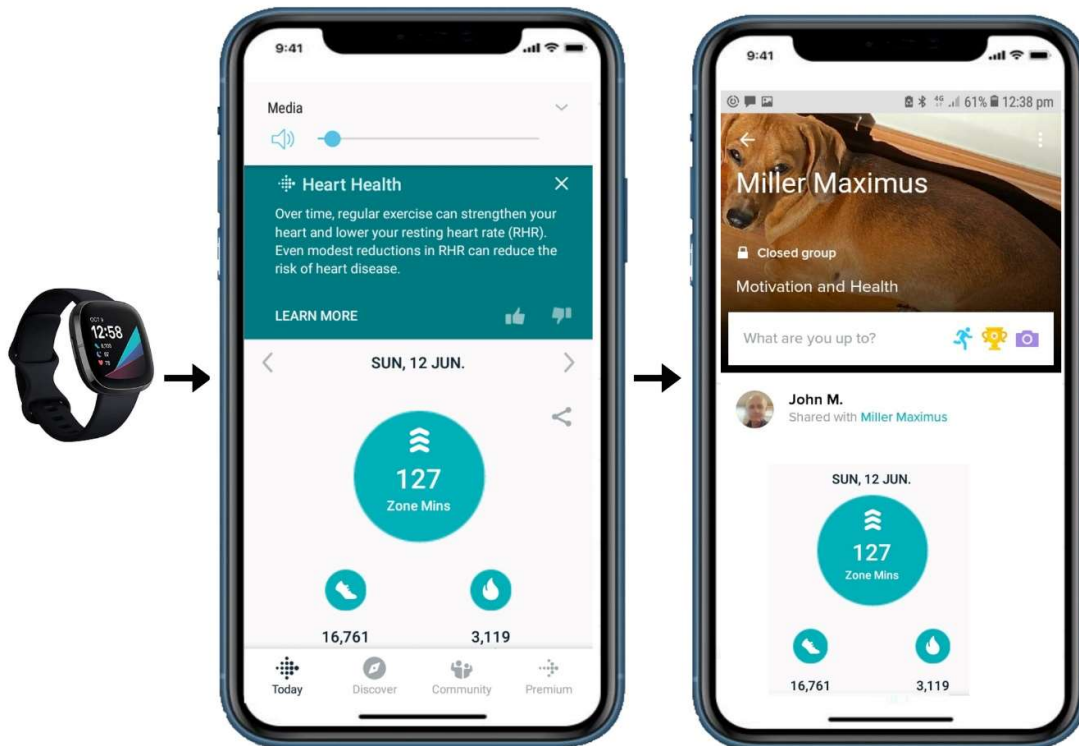 OCT 5
12:58
9:41
Media
Heart Health
Over time, regular exercise can strengthen your
heart and lower your resting heart rate (RHR).
Even modest reductions in RHR can reduce the
risk of heart disease.
LEARN MORE
SUN, 12 JUN.
127
Zone Mins
16,761
3,119
Today
Discover
Community
Premium
9:41
4G
61%
12:38 pm
Miller Maximus
Closed group
Motivation and Health
What are you up to?
John M.
Shared with Miller Maximus
SUN, 12 JUN.
127
Zone Mins
16,761
3,119